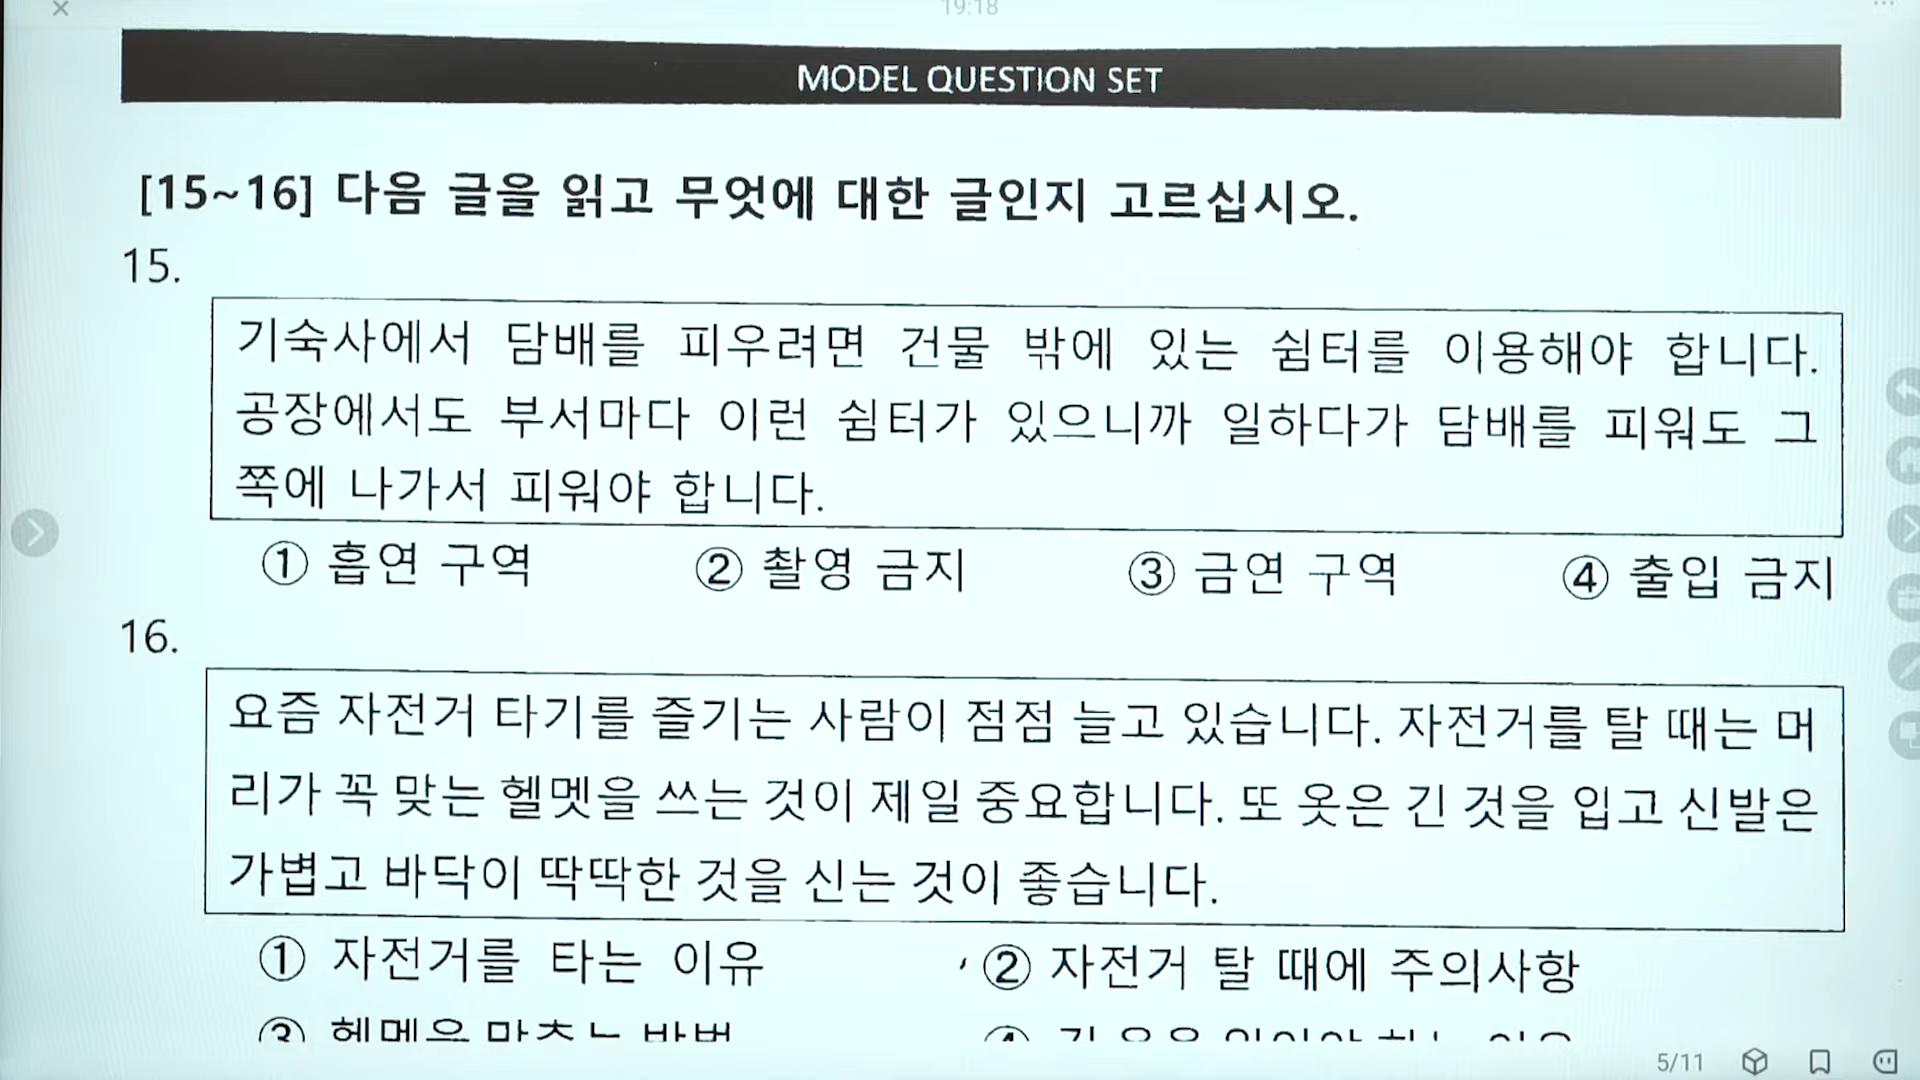 19:18
MODEL QUESTION SET
[15~16] 다음 글을 읽고 무엇에 대한 글인지 고르십시오.
15.
기숙사에서 담배를 피우려면 건물 밖에 있는 쉼터를 이용해야 합니다.
공장에서도 부서마다 이런 쉼터가 있으니까 일하다가 담배를 피워도 그
쪽에 나가서 피워야 합니다.
① 흡연 구역 ② 촬영 금지 ③ 금연 구역 ④ 출입 금지
16.
요즘 자전거 타기를 즐기는 사람이 점점 늘고 있습니다. 자전거를 탈 때는 머
리가 꼭 맞는 헬멧을 쓰는 것이 제일 중요합니다. 또 옷은 긴 것을 입고 신발은
가볍고 바닥이 딱딱한 것을 신는 것이 좋습니다.
① 자전거를 타는 이유 ② 자전거 탈 때에 주의사항
5/11